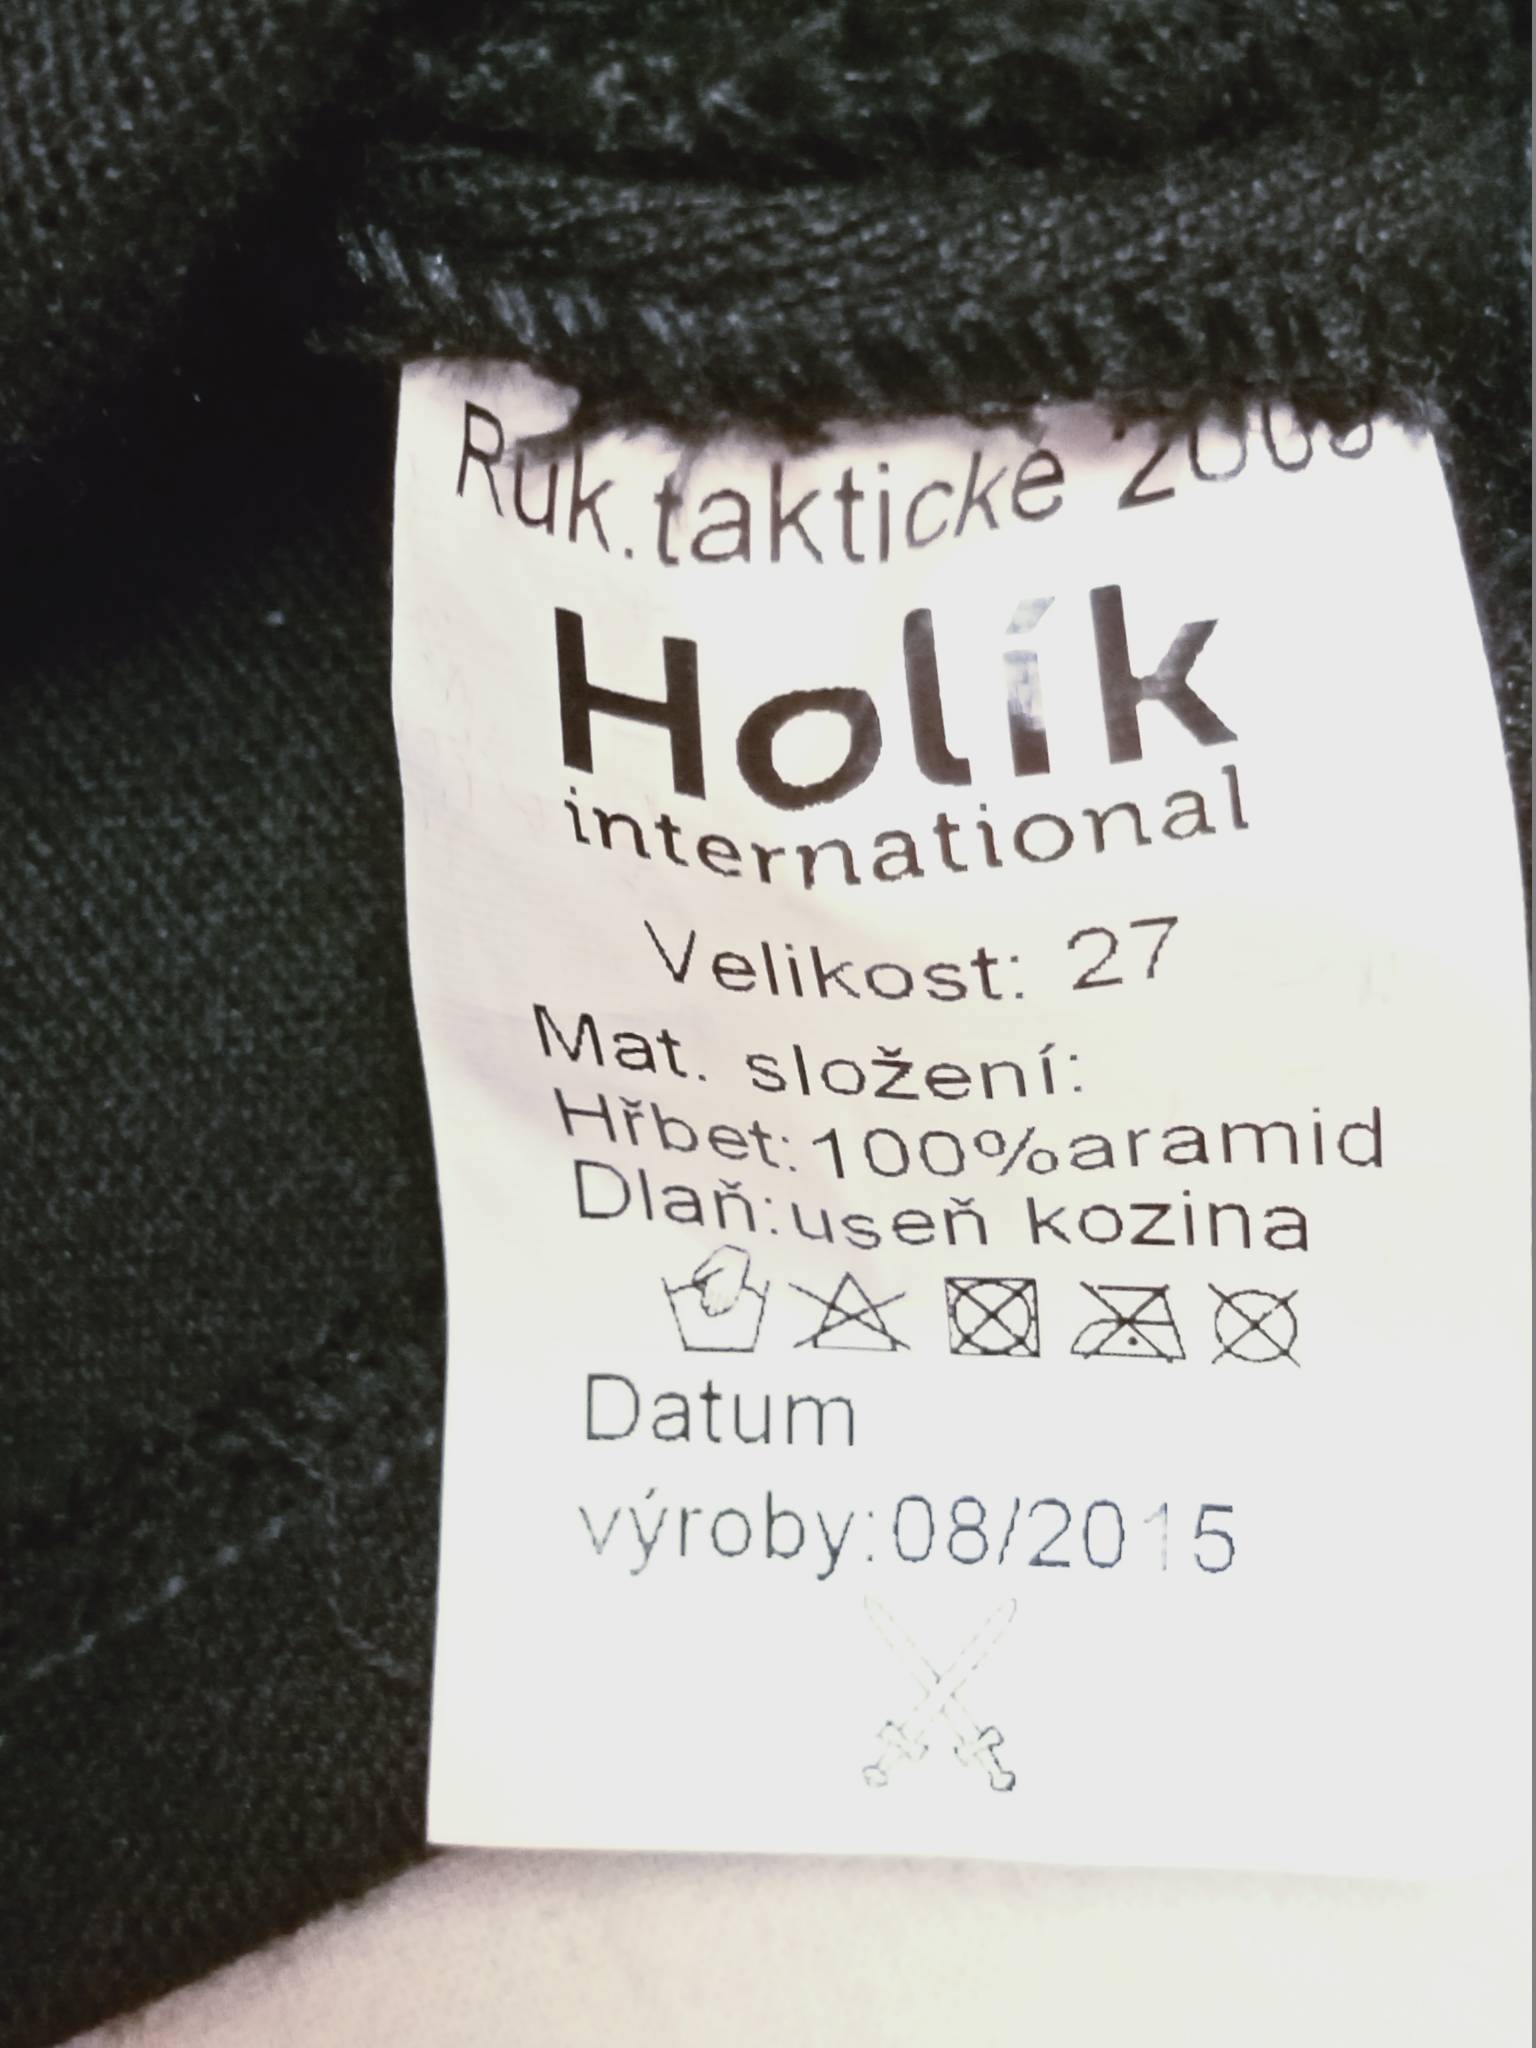 Ruk.taktické
Holík
international
Velikost: 27
Mat. složení:
Hřbet:100%aramid
Dlaň:useň kozina
Datum
výroby:08/2015